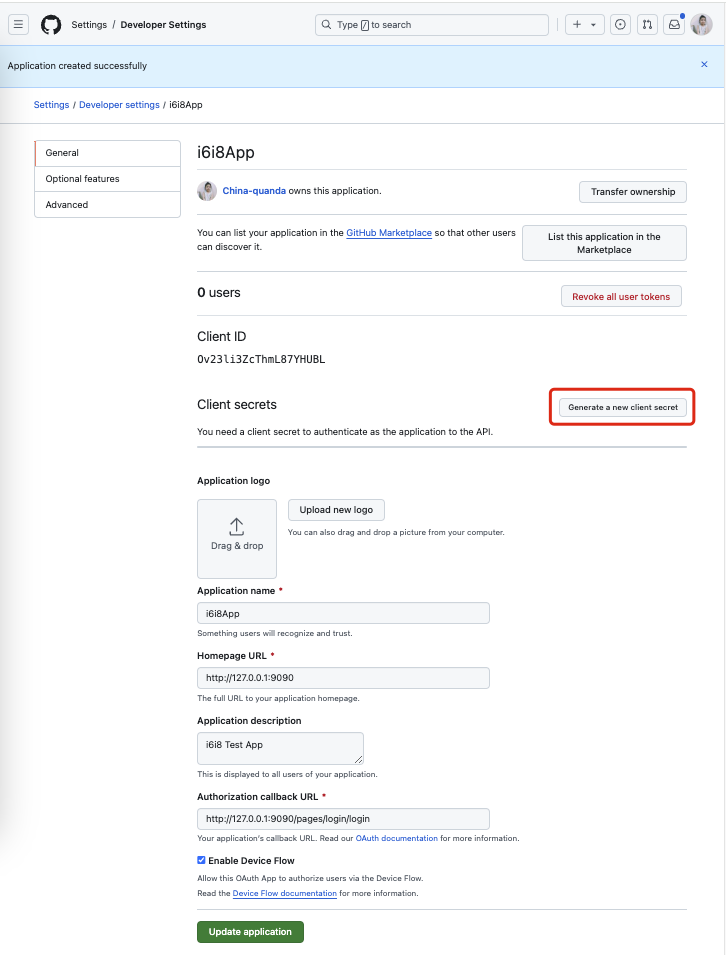 Settings / Developer Settings
Type / to search
Application created successfully
Settings / Developer settings / i6i8App
General
Optional features
Advanced
i6i8App
China-quanda owns this application.
Transfer ownership
You can list your application in the GitHub Marketplace so that other users
can discover it.
List this application in the
Marketplace
0 users
Revoke all user tokens
Client ID
Ov23li3ZcThmL87YHUBL
Client secrets
Generate a new client secret
You need a client secret to authenticate as the application to the API.
Application logo
Drag & drop
Upload new logo
You can also drag and drop a picture from your computer.
Application name *
i6i8App
Something users will recognize and trust.
Homepage URL *
http://127.0.0.1:9090
The full URL to your application homepage.
Application description
i6i8 Test App
This is displayed to all users of your application.
Authorization callback URL *
http://127.0.0.1:9090/pages/login/login
Your application's callback URL. Read our OAuth documentation for more information.
Enable Device Flow
Allow this OAuth App to authorize users via the Device Flow.
Read the Device Flow documentation for more information.
Update application